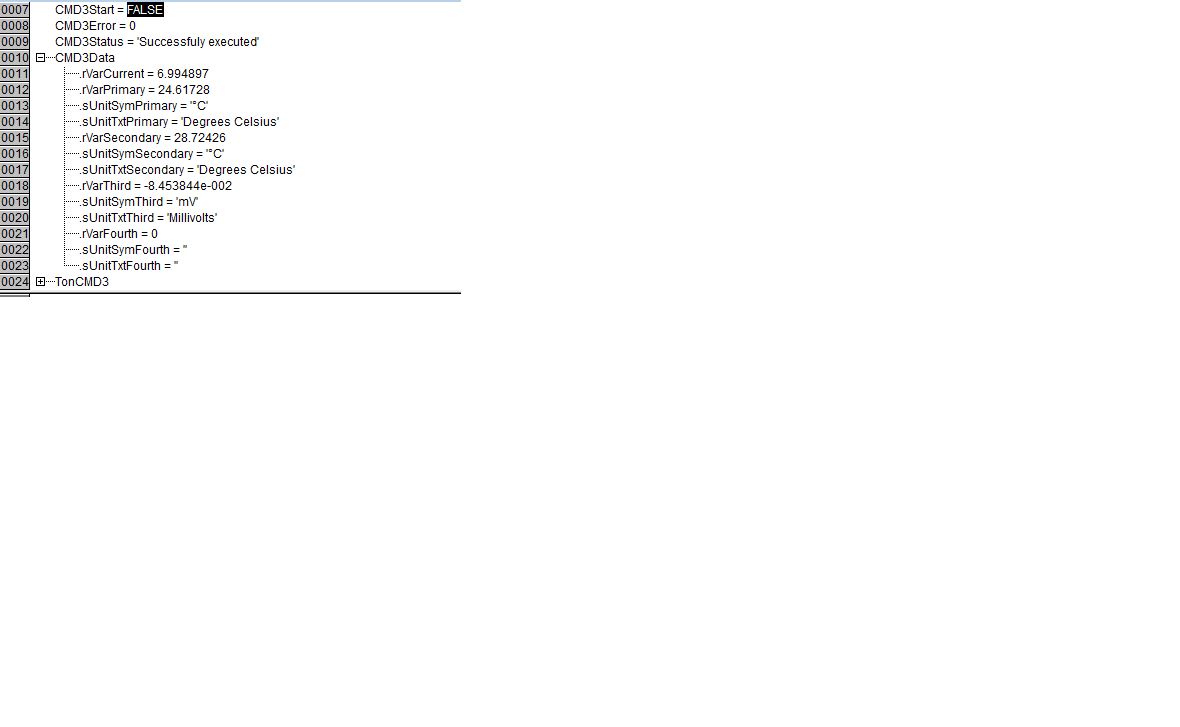 0007 CMD3Start = FALSE
0008 CMD3Error = 0
0009 CMD3Status = 'Successfuly executed'
0010 CMD3Data
0011 .rVarCurrent = 6.994897
0012 .rVarPrimary = 24.61728
0013 .sUnitSymPrimary = '°C'
0014 .sUnitTxtPrimary = 'Degrees Celsius'
0015 .rVarSecondary = 28.72426
0016 .sUnitSymSecondary = '°C'
0017 .sUnitTxtSecondary = 'Degrees Celsius'
0018 .rVarThird = -8.453844e-002
0019 .sUnitSymThird = 'mV'
0020 .sUnitTxtThird = 'Millivolts'
0021 .rVarFourth = 0
0022 .sUnitSymFourth = ''
0023 .sUnitTxtFourth = ''
0024 TonCMD3